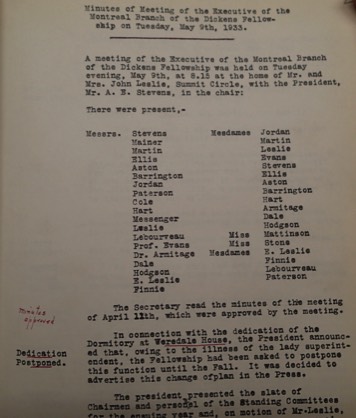 Minutes of Meeting of the Executive of the
Montreal Branch of the Dickens Fellow-
ship on Tuesday, May 9th, 1933.
A meeting of the Executive of the Montreal Branch
of the Dickens Fellowship was held on Tuesday
evening, May 9th, at 8.15 at the home of Mr. and
Mrs. John Leslie, Summit Circle, with the President,
Mr. A. E. Stevens, in the chair:
There were present,-
Messrs. Stevens Mesdames Jordan
Mainer Martin
Martin Leslie
Ellis Evans
Aston Stevens
Barrington Ellis
Jordan Aston
Paterson Barrington
Cole Hart
Hart Armitage
Messenger Dale
Leslie Hodgson
Lebourveau Miss Mattinson
Prof. Evans Miss Stone
Dr. Armitage Mesdames E. Leslie
Dale Finnie
Hodgson Lebourveau
E. Leslie Paterson
Finnie
minutes
approved
The Secretary read the minutes of the meeting
of April 11th, which were approved by the meeting.
Dedication
Postponed.
In connection with the dedication of the
Dormitory at Weredale House, the President announc-
ed that, owing to the illness of the lady superint-
endent, the Fellowship had been asked to postpone
this function until the Fall. It was decided to
advertise this change of plan in the Press.
The president presented the slate of
Chairmen and personel of the Standing Committees
for the ensuing year and, on motion of Mr. Leslie,